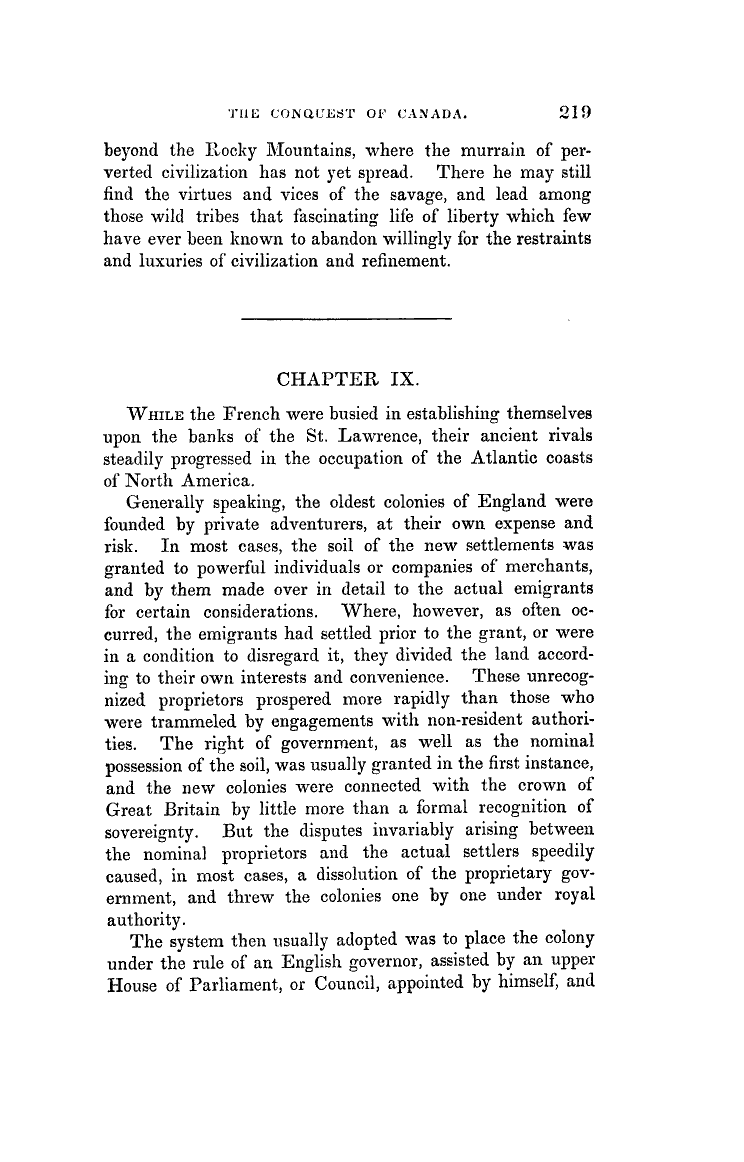 THE CONQUEST OF CANADA. 219
beyond the Rocky Mountains, where the murrain of per-
verted civilization has not yet spread. There he may still
find the virtues and vices of the savage, and lead among
those wild tribes that fascinating life of liberty which few
have ever been known to abandon willingly for the restraints
and luxuries of civilization and refinement.
CHAPTER IX.
WHILE the French were busied in establishing themselves
upon the banks of the St. Lawrence, their ancient rivals
steadily progressed in the occupation of the Atlantic coasts
of North America.
Generally speaking, the oldest colonies of England were
founded by private adventurers, at their own expense and
risk. In most cases, the soil of the new settlements was
granted to powerful individuals or companies of merchants,
and by them made over in detail to the actual emigrants
for certain considerations. Where, however, as often oc-
curred, the emigrants had settled prior to the grant, or were
in a condition to disregard it, they divided the land accord-
ing to their own interests and convenience. These unrecog-
nized proprietors prospered more rapidly than those who
were trammeled by engagements with non-resident authori-
ties. The right of government, as well as the nominal
possession of the soil, was usually granted in the first instance,
and the new colonies were connected with the crown of
Great Britain by little more than a formal recognition of
sovereignty. But the disputes invariably arising between
the nominal proprietors and the actual settlers speedily
caused, in most cases, a dissolution of the proprietary gov-
ernment, and threw the colonies one by one under royal
authority.
The system then usually adopted was to place the colony
under the rule of an English governor, assisted by an upper
House of Parliament, or Council, appointed by himself, and